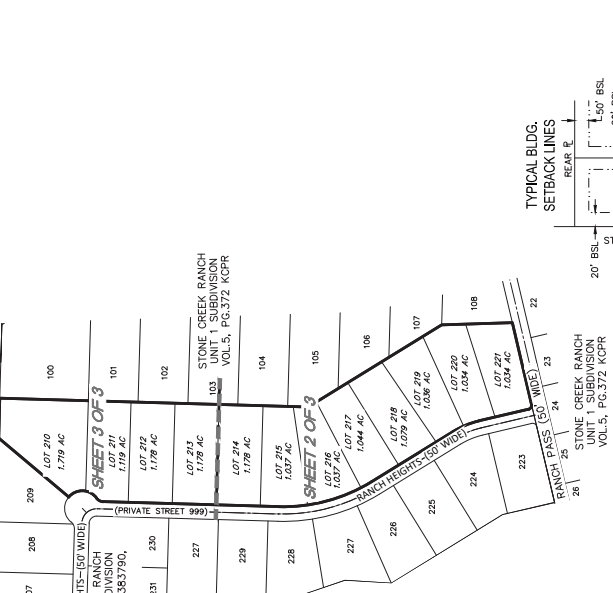 TYPICAL BLDG.
SETBACK LINES
REAR PL
50' BSL
20' BSL
STONE CREEK RANCH
UNIT 1 SUBDIVISION
VOL.5, PG.372 KCPR
100
101
102
103
104
105
106
107
108
22
23
24
25
26
SHEET 3 OF 3
SHEET 2 OF 3
LOT 210
1.719 AC
LOT 211
1.119 AC
LOT 212
1.178 AC
LOT 213
1.178 AC
LOT 214
1.178 AC
LOT 215
1.037 AC
LOT 216
1.037 AC
LOT 217
1.044 AC
LOT 218
1.079 AC
LOT 219
1.036 AC
LOT 220
1.034 AC
LOT 221
1.034 AC
RANCH PASS (50' WIDE)
STONE CREEK RANCH
UNIT 1 SUBDIVISION
VOL.5, PG.372 KCPR
RANCH HEIGHTS-(50' WIDE)
(PRIVATE STREET 999)
209
208
07
HTS-(50' WIDE)
RANCH
DIVISION
383790,
230
231
227
229
228
227
226
225
224
223